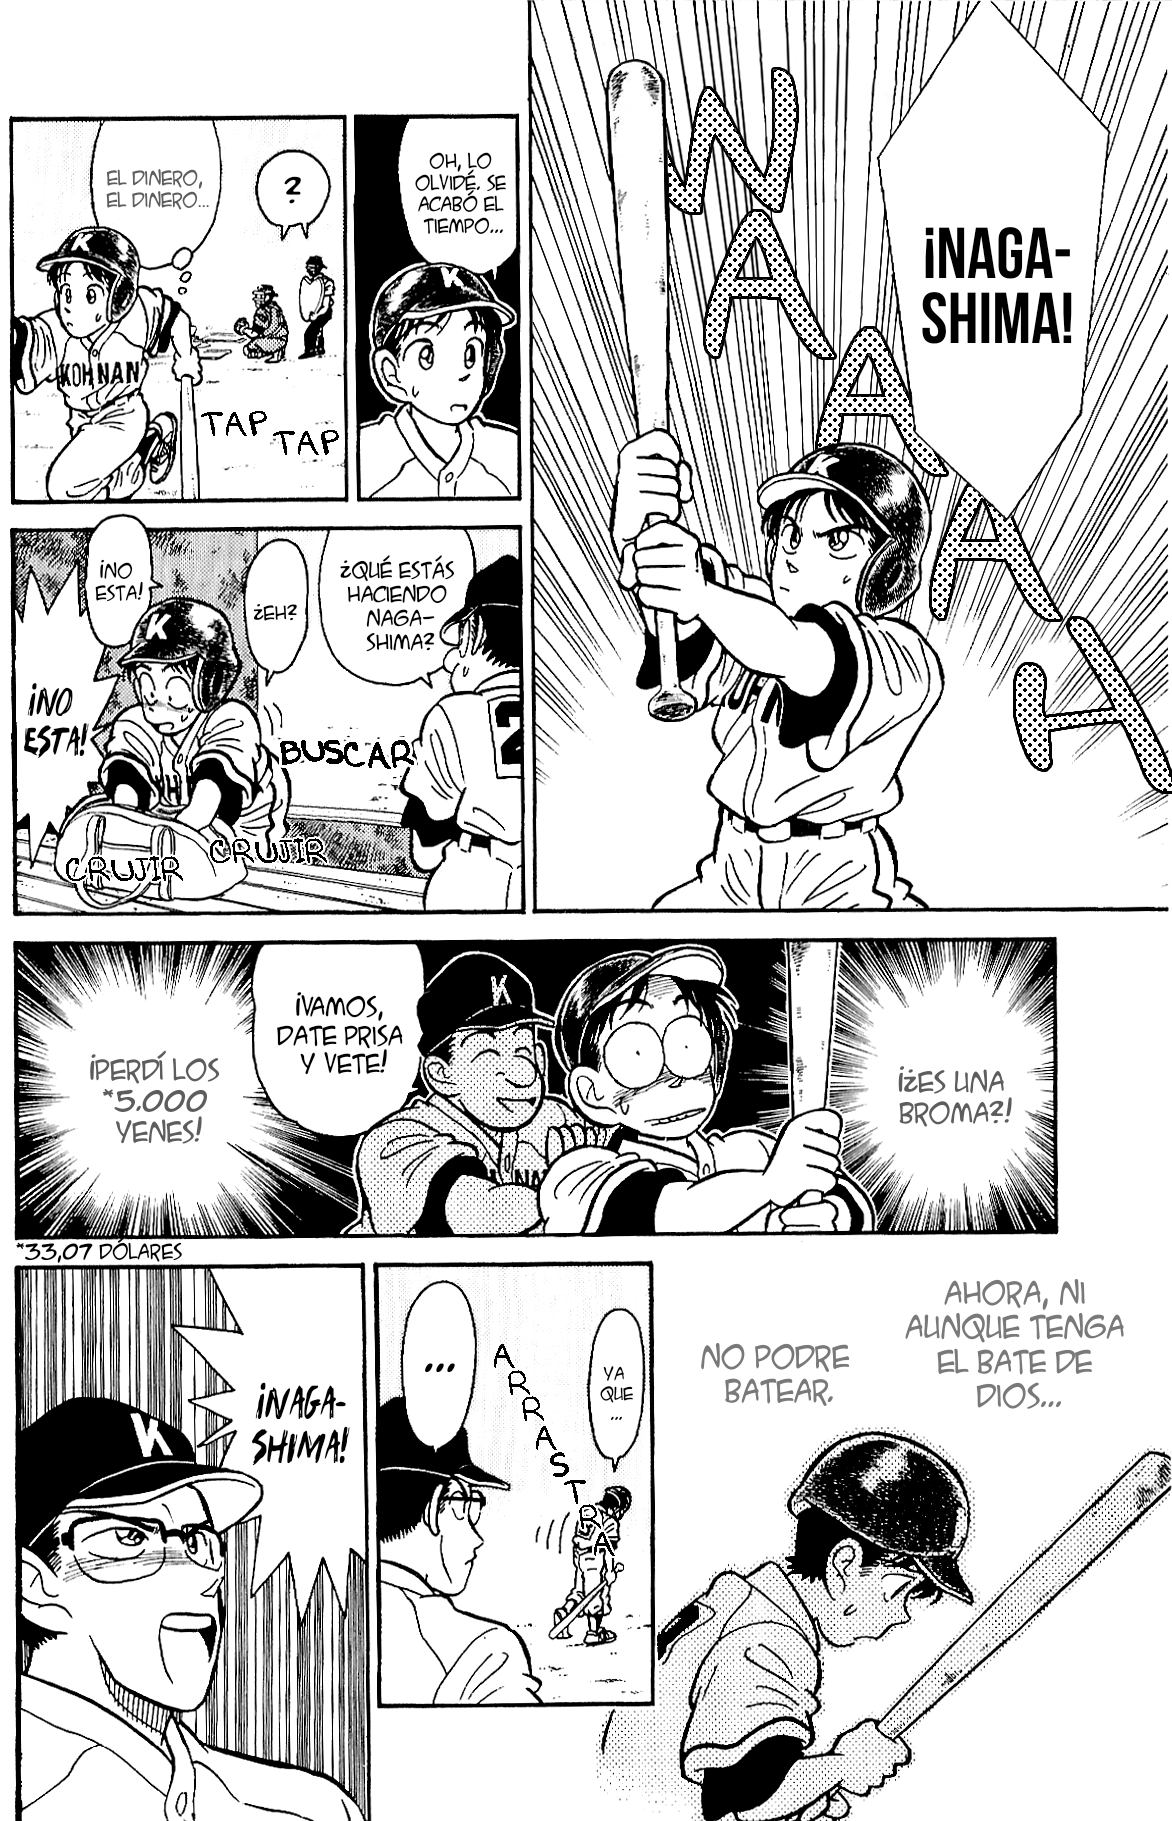 ¡NAGA-
SHIMA!
WAAAAH
OH, LO
OLVIDÉ. SE
ACABÓ EL
TIEMPO...
K
?
EL DINERO,
EL DINERO...
K
KOHNAN
TAP
TAP
K
¿QUÉ ESTÁS
HACIENDO
NAGA-
SHIMA?
¿EH?
¡NO
ESTA!
¡NO
ESTA!
K
2
BUSCAR
CRUJIR
CRUJIR
¡¿ES UNA
BROMA?!
¡VAMOS,
DATE PRISA
Y VETE!
K
¡PERDÍ LOS
*5.000
YENES!
*33,07 DÓLARES
AHORA, NI
AUNQUE TENGA
EL BATE DE
DIOS...
NO PODRE
BATEAR.
YA
QUE
...
ARRASTRA
...
¡NAGA-
SHIMA!
K